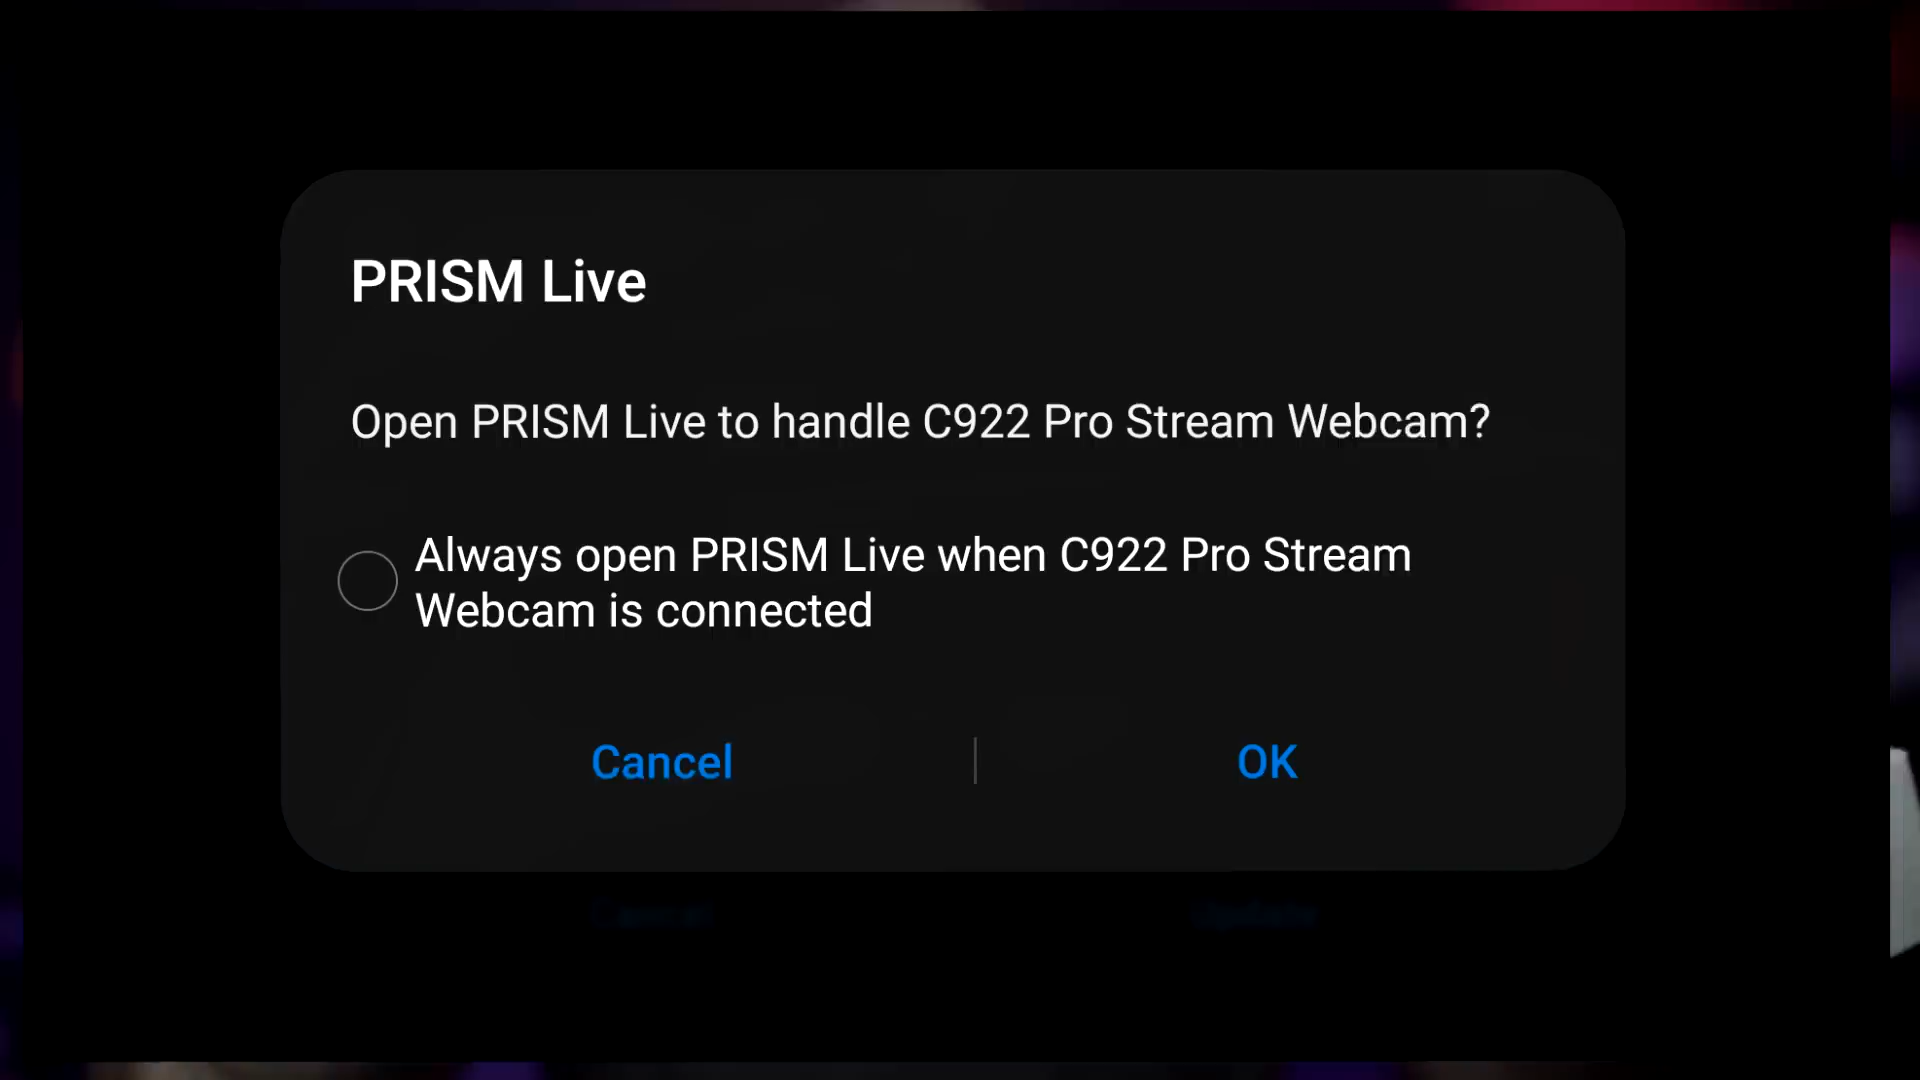 PRISM Live
Open PRISM Live to handle C922 Pro Stream Webcam?
Always open PRISM Live when C922 Pro Stream
Webcam is connected
Cancel
OK